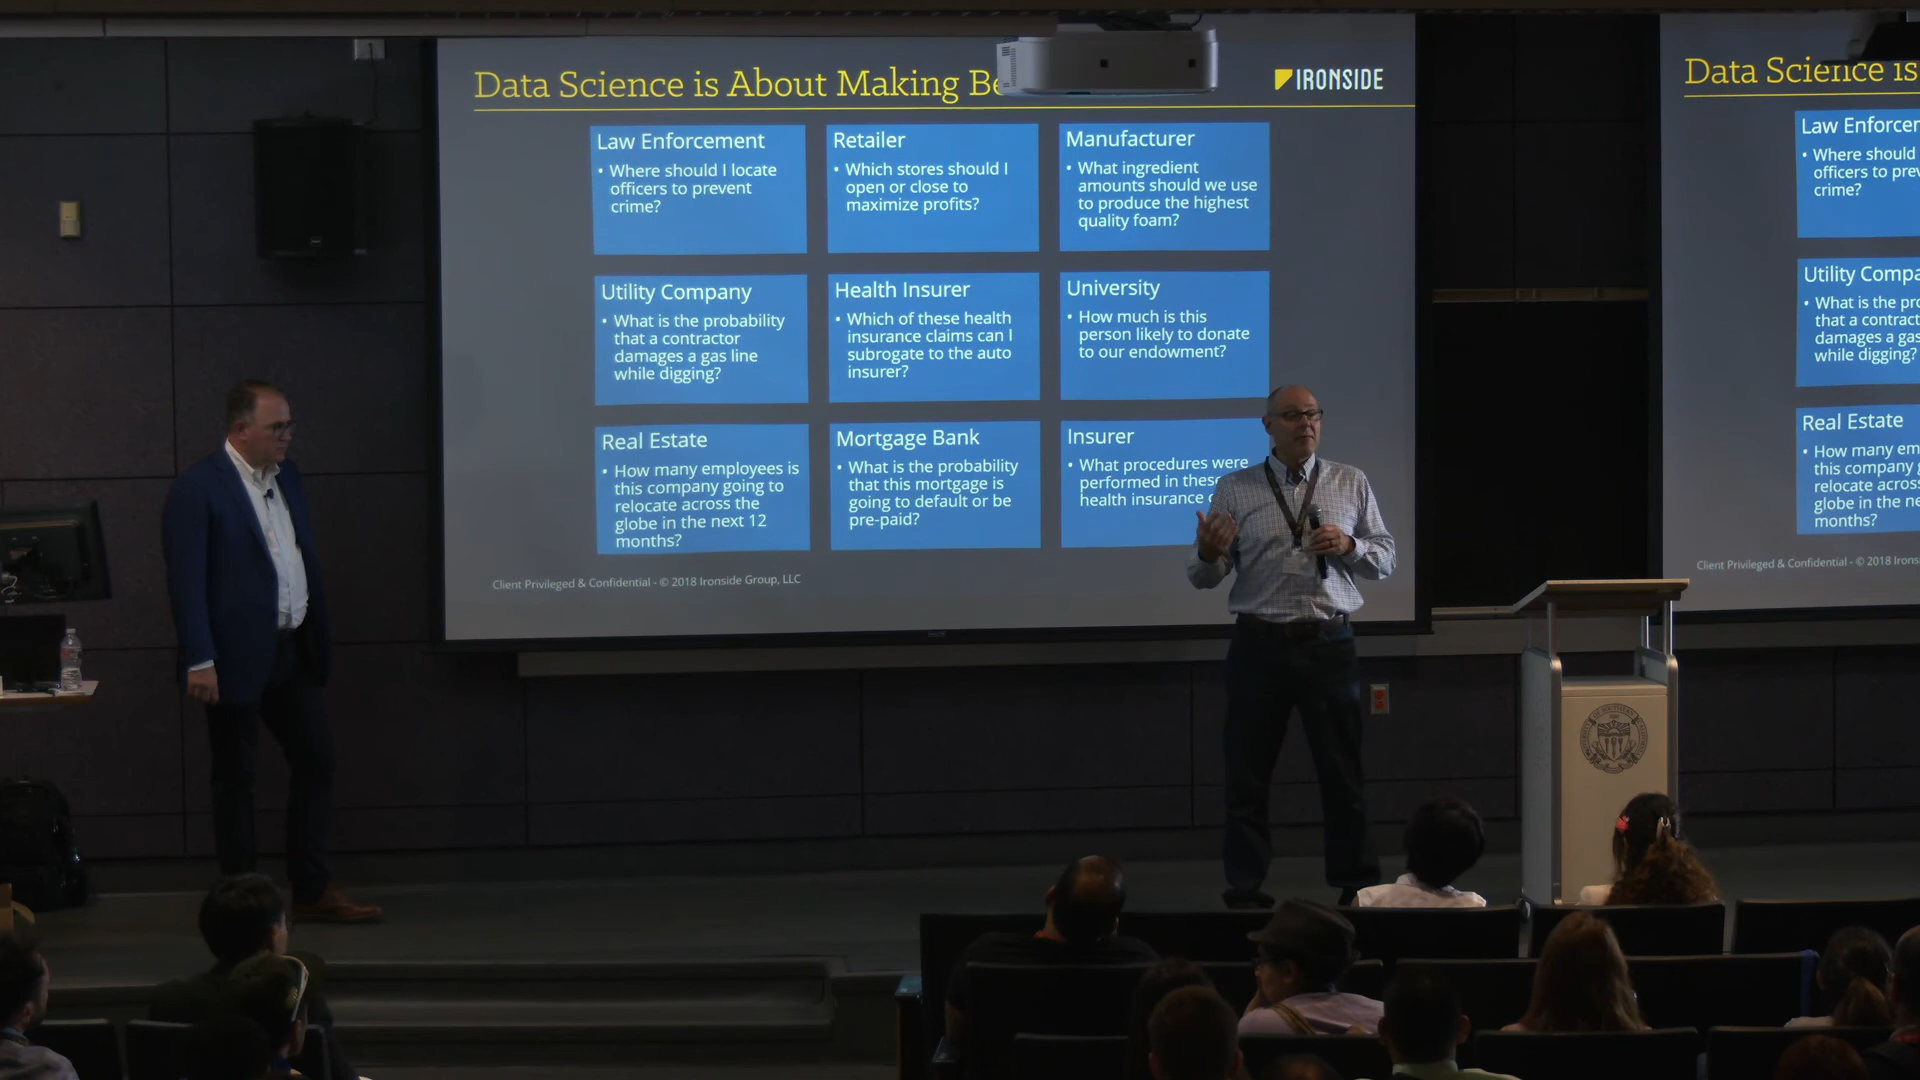 Data Science is About Making
IRONSIDE
Law Enforcement
• Where should I locate
officers to prevent
crime?
Retailer
• Which stores should I
open or close to
maximize profits?
Manufacturer
• What ingredient
amounts should we use
to produce the highest
quality foam?
Utility Company
• What is the probability
that a contractor
damages a gas line
while digging?
Health Insurer
• Which of these health
insurance claims can I
subrogate to the auto
insurer?
University
• How much is this
person likely to donate
to our endowment?
Real Estate
• How many employees is
this company going to
relocate across the
globe in the next 12
months?
Mortgage Bank
• What is the probability
that this mortgage is
going to default or be
pre-paid?
Insurer
• What procedures were
performed in these
health insurance
Client Privileged & Confidential - © 2018 Ironside Group, LLC
Data Science is
Law Enforcem
• Where should
officers to prev
crime?
Utility Compa
• What is the pro
that a contract
damages a gas
while digging?
Real Estate
• How many em
this company
relocate across
globe in the ne
months?
Client Privileged & Confidential - © 2018 Irons